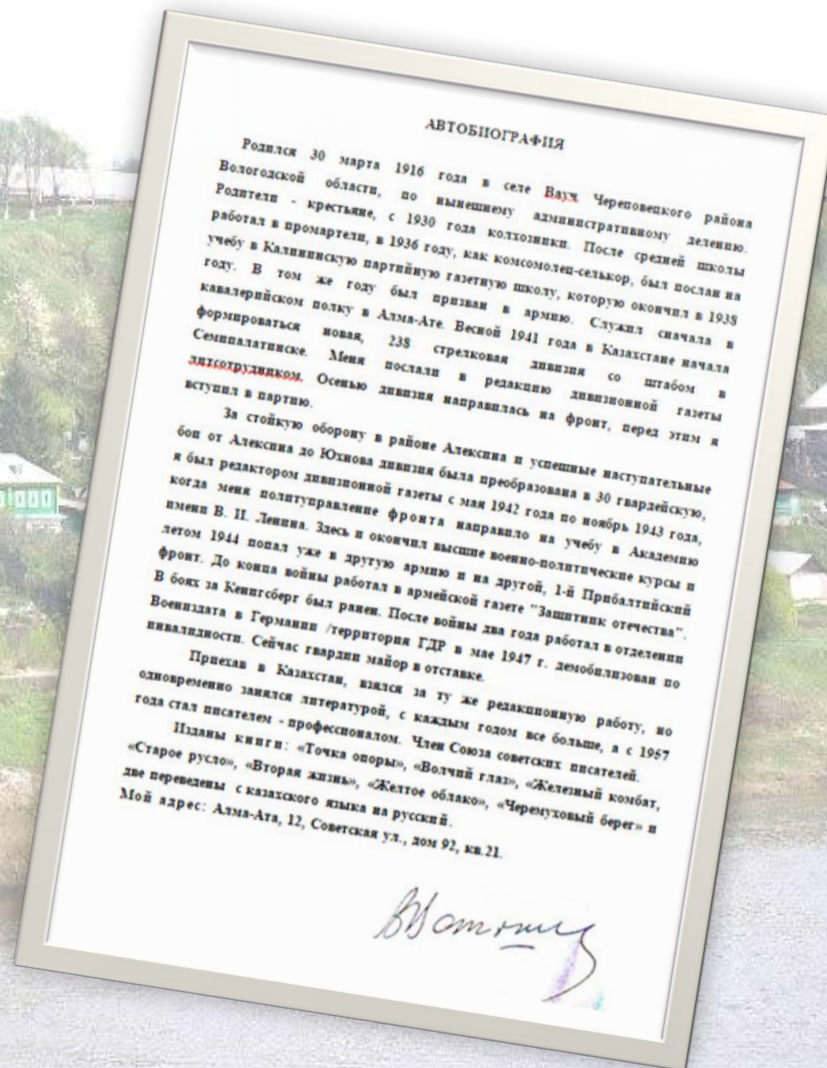 АВТОБИОГРАФИЯ
Родился 30 марта 1916 года в селе Вауч Череповецкого района
Вологодской области, по нынешнему административному делению.
Родители - крестьяне, с 1930 года колхозники. После средней школы
работал в промартели, в 1936 году, как комсомолец-селькор, был послан на
учебу в Калининскую партийную газетную школу, которую окончил в 1938
году. В том же году был призван в армию. Служил сначала в
кавалерийском полку в Алма-Ате. Весной 1941 года в Казахстане начала
формироваться новая, 238 стрелковая дивизия со штабом в
Семипалатинске. Меня послали в редакцию дивизионной газеты
литсотрудником. Осенью дивизия направилась на фронт, перед этим я
вступил в партию.
За стойкую оборону в районе Алексина и успешные наступательные
бои от Алексина до Юхнова дивизия была преобразована в 30 гвардейскую,
я был редактором дивизионной газеты с мая 1942 года по ноябрь 1943 года,
когда меня политуправление фронта направило на учебу в Академию
имени В. И. Ленина. Здесь я окончил высшие военно-политические курсы и
летом 1944 попал уже в другую армию и на другой, 1-й Прибалтийский
фронт. До конца войны работал в армейской газете "Защитник отечества".
В боях за Кенигсберг был ранен. После войны два года работал в отделении
Воениздата в Германии /территория ГДР в мае 1947 г. демобилизован по
инвалидности. Сейчас гвардии майор в отставке.
Приехав в Казахстан, взялся за ту же редакционную работу, но
одновременно занялся литературой, с каждым годом все больше, а с 1957
года стал писателем - профессионалом. Член Союза советских писателей.
Изданы книги: «Точка опоры», «Волчий глаз», «Железный комбат,
«Старое русло», «Вторая жизнь», «Желтое облако», «Черемуховый берег» и
две переведены с казахского языка на русский.
Мой адрес: Алма-Ата, 12, Советская ул., дом 92, кв.21.